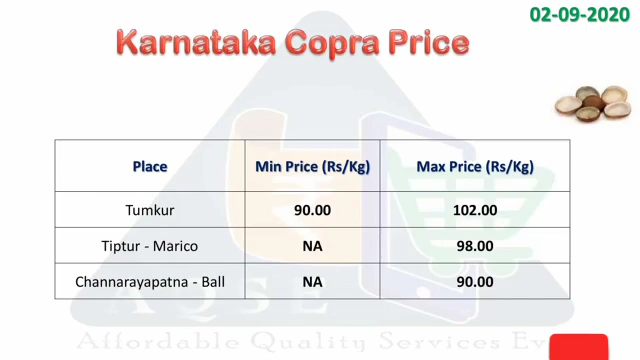 02-09-2020
Karnataka Copra Price
Place Min Price (Rs/Kg) Max Price (Rs/Kg)
Tumkur 90.00 102.00
Tiptur - Marico NA 98.00
Channarayapatna - Ball NA 90.00
AQSE
Affordable Quality Services